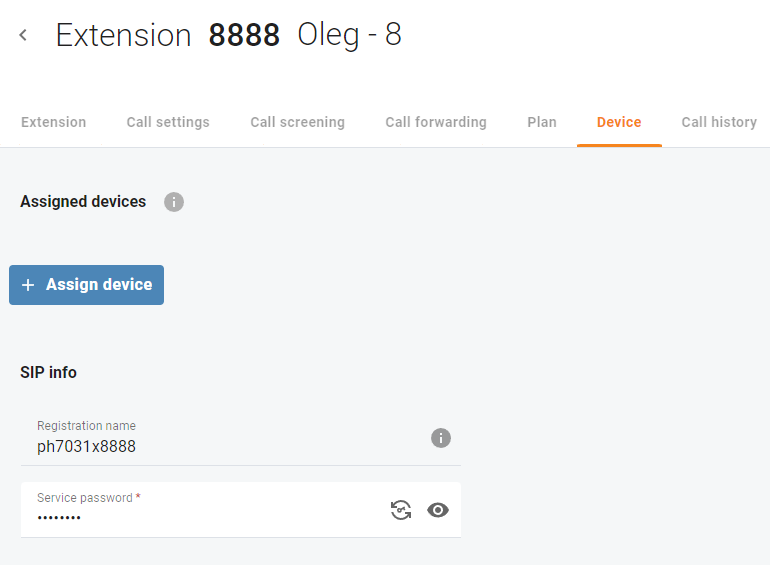 Extension 8888 Oleg - 8
Extension Call settings Call screening Call forwarding Plan Device Call history
Assigned devices
+ Assign device
SIP info
Registration name
ph7031x8888
Service password *
••••••••